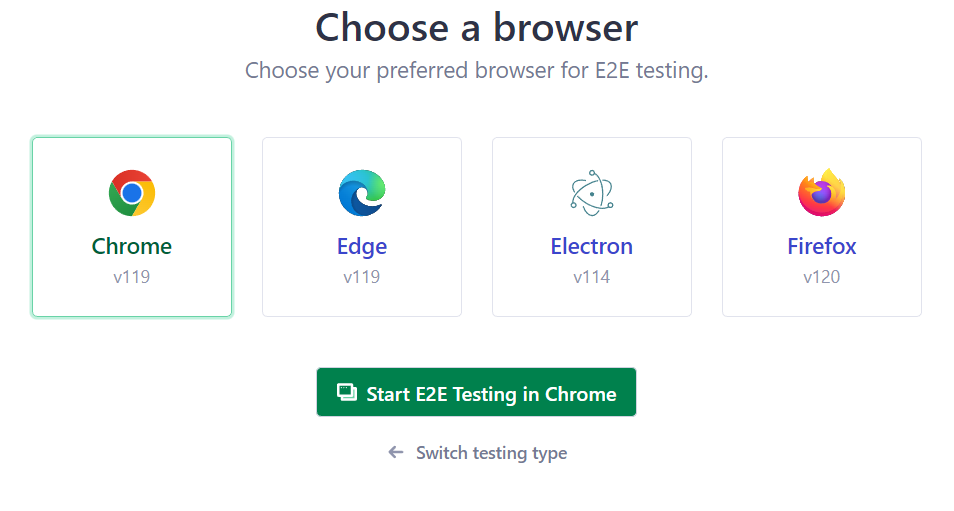 Choose a browser
Choose your preferred browser for E2E testing.
Chrome
v119
Edge
v119
Electron
v114
Firefox
v120
Start E2E Testing in Chrome
Switch testing type